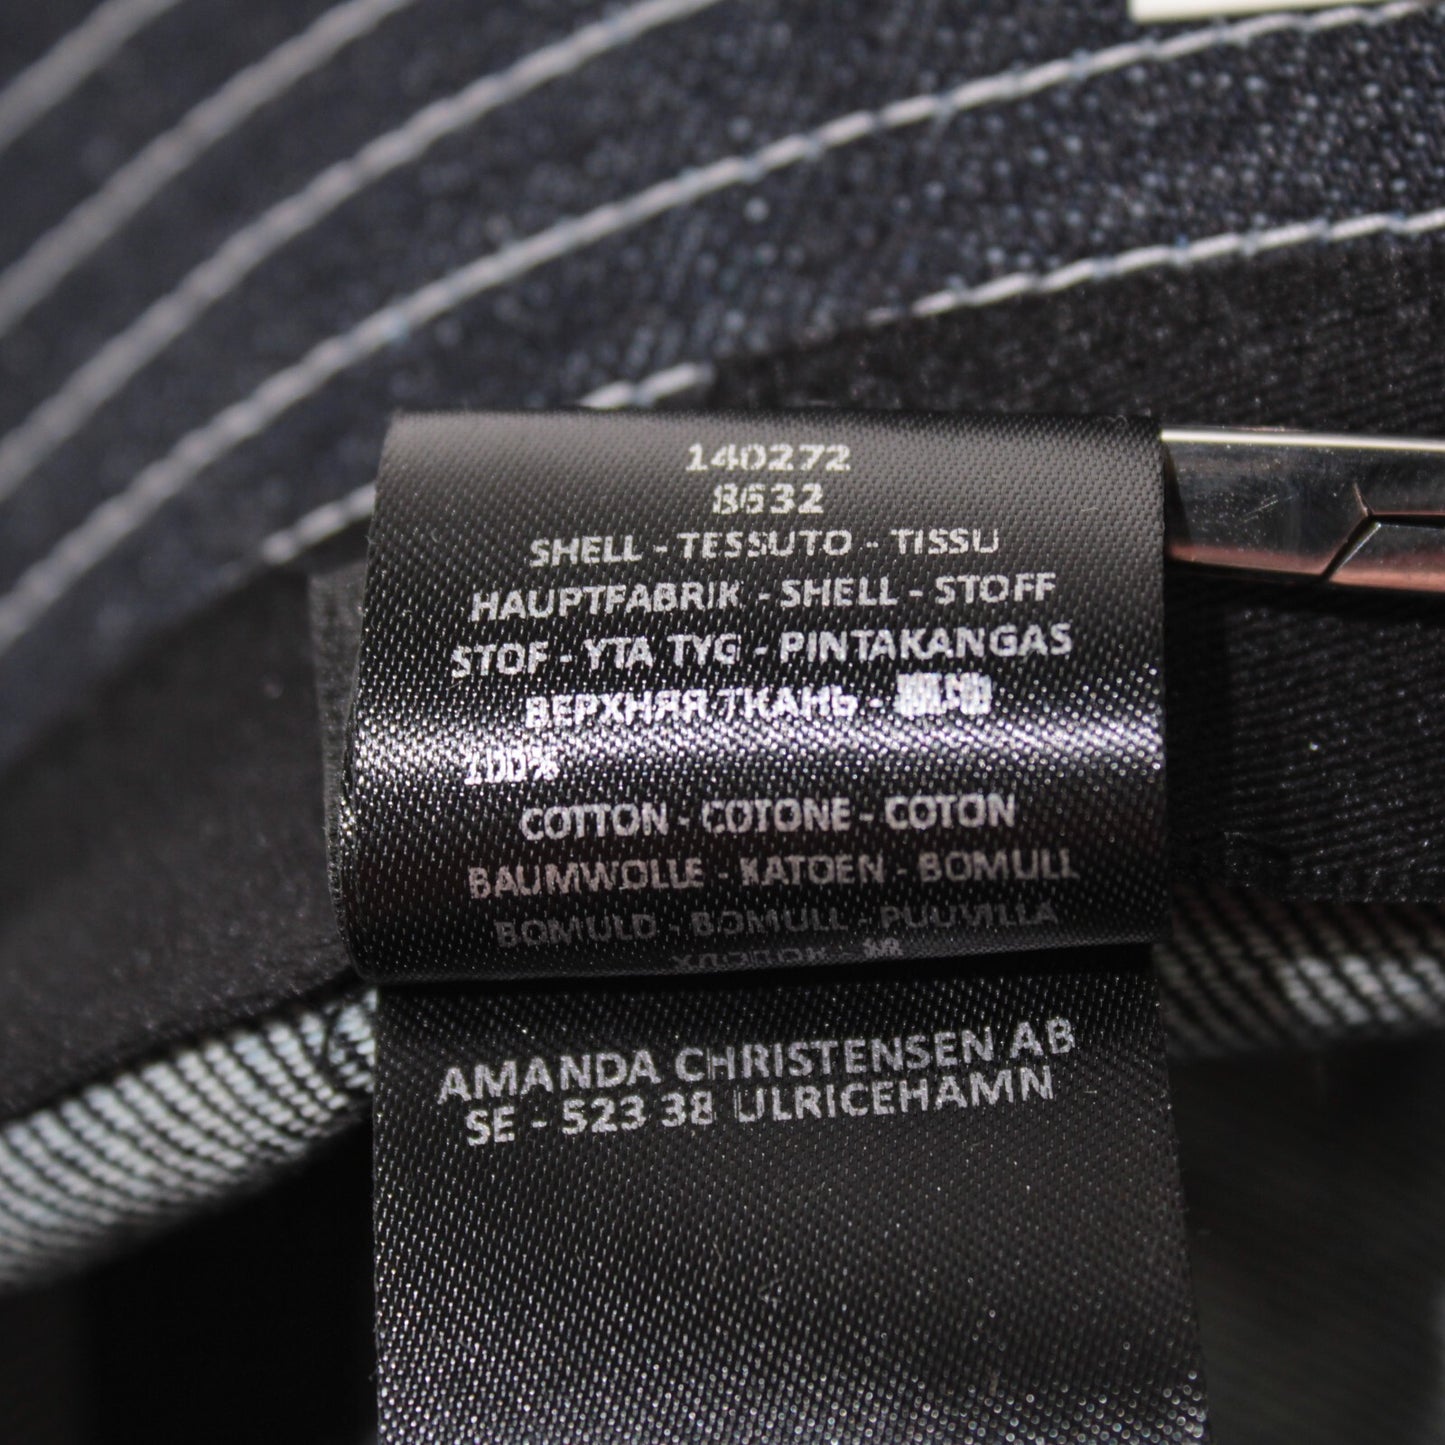 140272
8632
SHELL - TESSUTO - TISSU
HAUPTFABRIK - SHELL - STOFF
STOF - YTA TYG - PINTAKANGAS
ВЕРХНЯЯ ТКАНЬ -
100%
COTTON - COTONE - COTON
BAUMWOLLE - KATOEN - BOMULL
BOMULD - BOMULL - PUUVILLA
AMANDA CHRISTENSEN AB
SE - 523 38 ULRICEHAMN